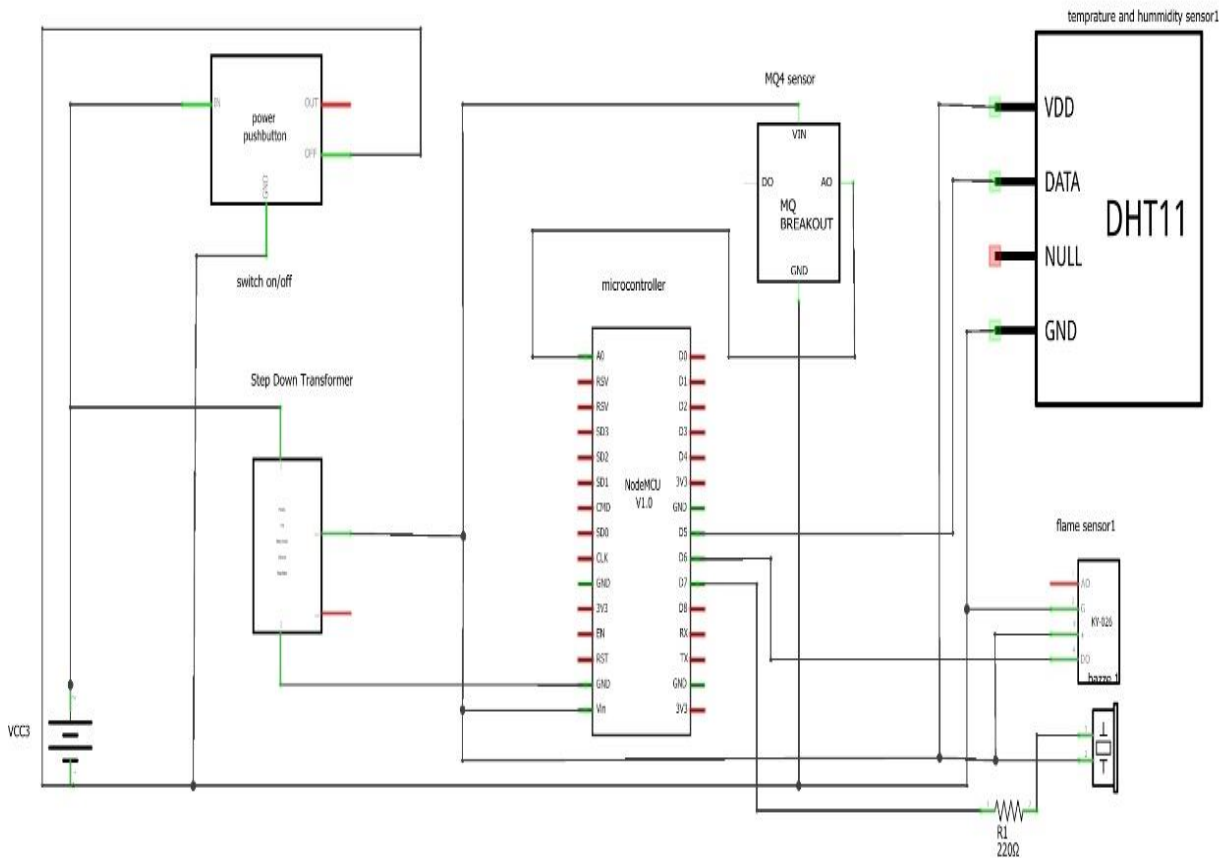 temprature and hummidity sensor1
MQ4 sensor
VDD
IN
OUT
power
pushbutton
OFF
GND
VIN
DO
AO
MQ
BREAKOUT
GND
DATA
DHT11
NULL
GND
switch on/off
microcontroller
Step Down Transformer
A0
RSV
RSV
SD3
SD2
SD1
CMD
SD0
CLK
GND
3V3
EN
RST
GND
Vin
NodeMCU
V1.0
D0
D1
D2
D3
D4
3V3
GND
D5
D6
D7
D8
RX
TX
GND
3V3
flame sensor1
AO
G
+
DO
KY-026
VCC3
R1
220Ω